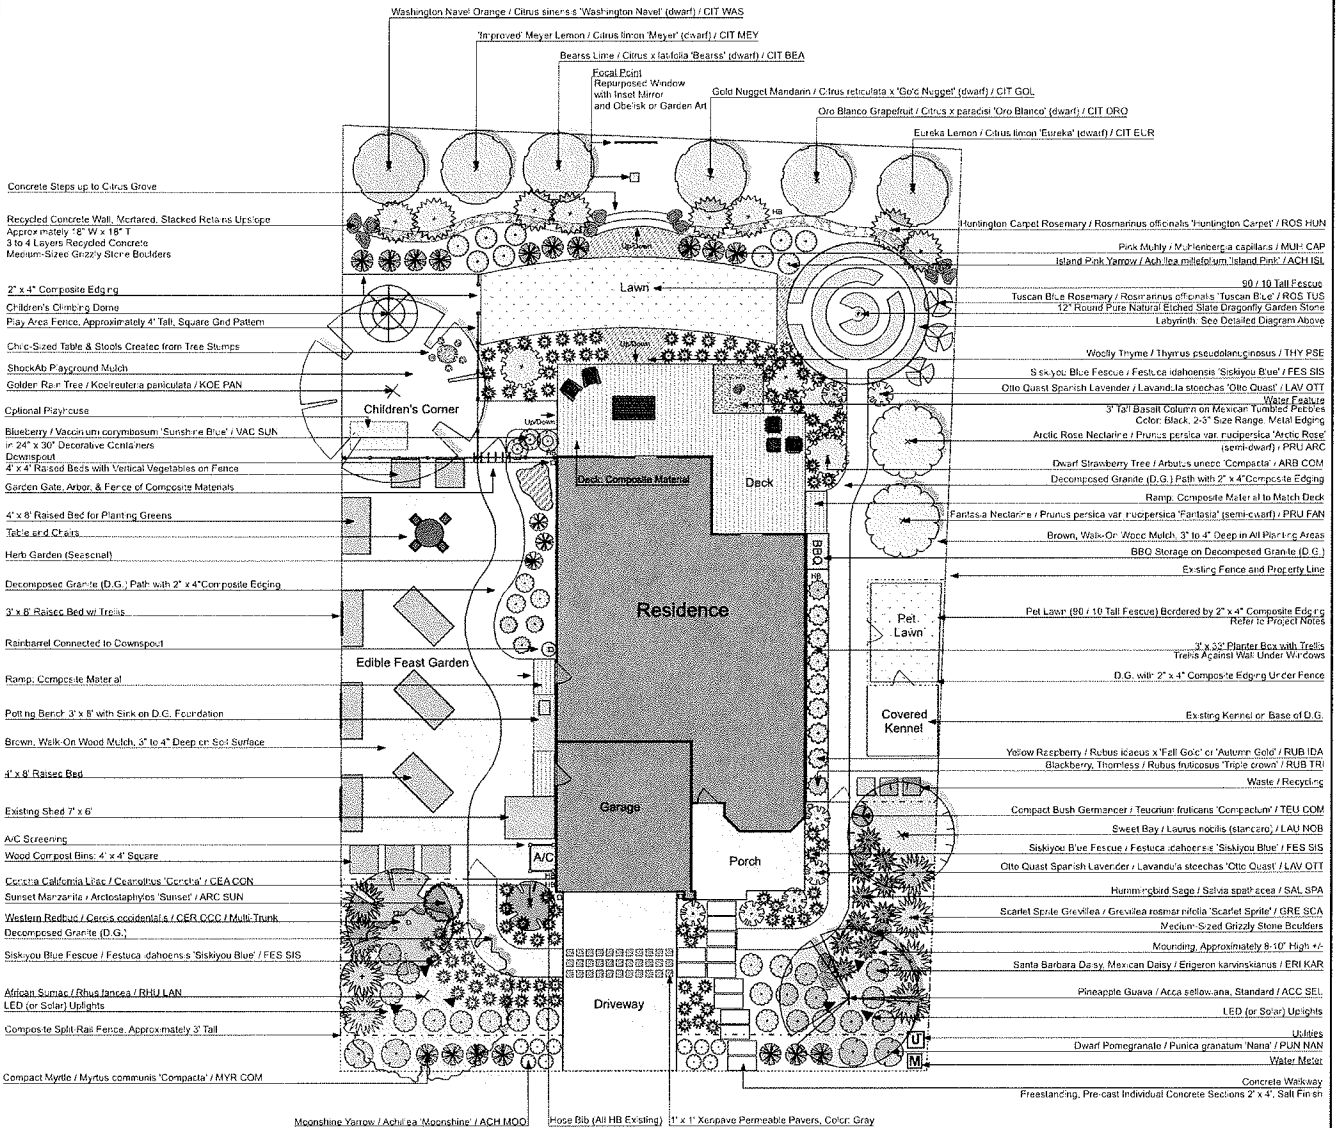 Washington Navel Orange / Citrus sinensis 'Washington Navel' (dwarf) / CIT WAS
'Improved' Meyer Lemon / Citrus limon 'Meyer' (dwarf) / CIT MEY
Bearss Lime / Citrus x latifolia 'Bearss' (dwarf) / CIT BEA
Focal Point
Repurposed Window
with Inset Mirror
and Obelisk or Garden Art
Gold Nugget Mandarin / Citrus reticulata x 'Gold Nugget' (dwarf) / CIT GOL
Oro Blanco Grapefruit / Citrus x paradisi 'Oro Blanco' (dwarf) / CIT ORO
Eureka Lemon / Citrus limon 'Eureka' (dwarf) / CIT EUR
Concrete Steps up to Citrus Grove
Recycled Concrete Wall, Mortared, Stacked Retains Upslope
Approximately 18" W x 18" T
3 to 4 Layers Recycled Concrete
Medium-Sized Grizzly Stone Boulders
2" x 4" Composite Edging
Children's Climbing Dome
Play Area Fence, Approximately 4' Tall, Square Grid Pattern
Child-Sized Table & Stools Created from Tree Stumps
ShockAb Playground Mulch
Golden Rain Tree / Koelreuteria paniculata / KOE PAN
Optional Playhouse
Blueberry / Vaccinium corymbosum 'Sunshine Blue' / VAC SUN
in 24" x 30" Decorative Containers
Downspout
4' x 4' Raised Beds with Vertical Vegetables on Fence
Garden Gate, Arbor, & Fence of Composite Materials
4' x 8' Raised Bed for Planting Greens
Table and Chairs
Herb Garden (Seasonal)
Decomposed Granite (D.G.) Path with 2" x 4"Composite Edging
3' x 8' Raised Bed w/ Trellis
Rainbarrel Connected to Downspout
Ramp: Composite Material
Potting Bench 3' x 8' with Sink on D.G. Foundation
Brown, Walk-On Wood Mulch, 3" to 4" Deep on Soil Surface
4' x 8' Raised Bed
Existing Shed 7' x 6'
A/C Screening
Wood Compost Bins: 4' x 4' Square
Concha California Lilac / Ceanothus 'Concha' / CEA CON
Sunset Manzanita / Arctostaphylos 'Sunset' / ARC SUN
Western Redbud / Cercis occidentalis / CER OCC / Multi-Trunk
Decomposed Granite (D.G.)
Siskiyou Blue Fescue / Festuca idahoensis 'Siskiyou Blue' / FES SIS
African Sumac / Rhus lancea / RHU LAN
LED (or Solar) Uplights
Composite Split-Rail Fence, Approximately 3' Tall
Compact Myrtle / Myrtus communis 'Compacta' / MYR COM
Moonshine Yarrow / Achillea 'Moonshine' / ACH MOO
Hose Bib (All HB Existing)
1' x 1' Xeripave Permeable Pavers, Color: Gray
HB
Up/Down
Lawn
Up/Down
Children's Corner
Up/Down
HB
Deck: Composite Material
Deck
BBQ
HB
Residence
Pet
Lawn
Edible Feast Garden
Covered
Kennel
Garage
A/C
HB
Porch
Driveway
U
M
Huntington Carpet Rosemary / Rosmarinus officinalis 'Huntington Carpet' / ROS HUN
Pink Muhly / Muhlenbergia capillaris / MUH CAP
Island Pink Yarrow / Achillea millefolium 'Island Pink' / ACH ISL
90 / 10 Tall Fescue
Tuscan Blue Rosemary / Rosmarinus officinalis 'Tuscan Blue' / ROS TUS
12" Round Pure Natural Etched Slate Dragonfly Garden Stone
Labyrinth: See Detailed Diagram Above
Woolly Thyme / Thymus pseudolanuginosus / THY PSE
Siskiyou Blue Fescue / Festuca idahoensis 'Siskiyou Blue' / FES SIS
Otto Quast Spanish Lavender / Lavandula stoechas 'Otto Quast' / LAV OTT
Water Feature
3' Tall Basalt Column on Mexican Tumbled Pebbles
Color: Black, 2-3" Size Range, Metal Edging
Arctic Rose Nectarine / Prunus persica var. nucipersica 'Arctic Rose'
(semi-dwarf) / PRU ARC
Dwarf Strawberry Tree / Arbutus unedo 'Compacta' / ARB COM
Decomposed Granite (D.G.) Path with 2" x 4"Composite Edging
Ramp: Composite Material to Match Deck
Fantasia Nectarine / Prunus persica var. nucipersica 'Fantasia' (semi-dwarf) / PRU FAN
Brown, Walk-On Wood Mulch, 3" to 4" Deep in All Planting Areas
BBQ Storage on Decomposed Granite (D.G.)
Existing Fence and Property Line
Pet Lawn (90 / 10 Tall Fescue) Bordered by 2" x 4" Composite Edging
Refer to Project Notes
3' x 33' Planter Box with Trellis
Trellis Against Wall Under Windows
D.G. with 2" x 4" Composite Edging Under Fence
Existing Kennel on Base of D.G.
Yellow Raspberry / Rubus idaeus x 'Fall Gold' or 'Autumn Gold' / RUB IDA
Blackberry, Thornless / Rubus fruticosus 'Triple crown' / RUB TRI
Waste / Recycling
Compact Bush Germander / Teucrium fruticans 'Compactum' / TEU COM
Sweet Bay / Laurus nobilis (standard) / LAU NOB
Siskiyou Blue Fescue / Festuca idahoensis 'Siskiyou Blue' / FES SIS
Otto Quast Spanish Lavender / Lavandula stoechas 'Otto Quast' / LAV OTT
Hummingbird Sage / Salvia spathacea / SAL SPA
Scarlet Sprite Grevillea / Grevillea rosmarinifolia 'Scarlet Sprite' / GRE SCA
Medium-Sized Grizzly Stone Boulders
Mounding, Approximately 8-10" High +/-
Santa Barbara Daisy, Mexican Daisy / Erigeron karvinskianus / ERI KAR
Pineapple Guava / Acca sellowiana, Standard / ACC SEL
LED (or Solar) Uplights
Utilities
Dwarf Pomegranate / Punica granatum 'Nana' / PUN NAN
Water Meter
Concrete Walkway
Freestanding, Pre-cast Individual Concrete Sections 2' x 4', Salt Finish